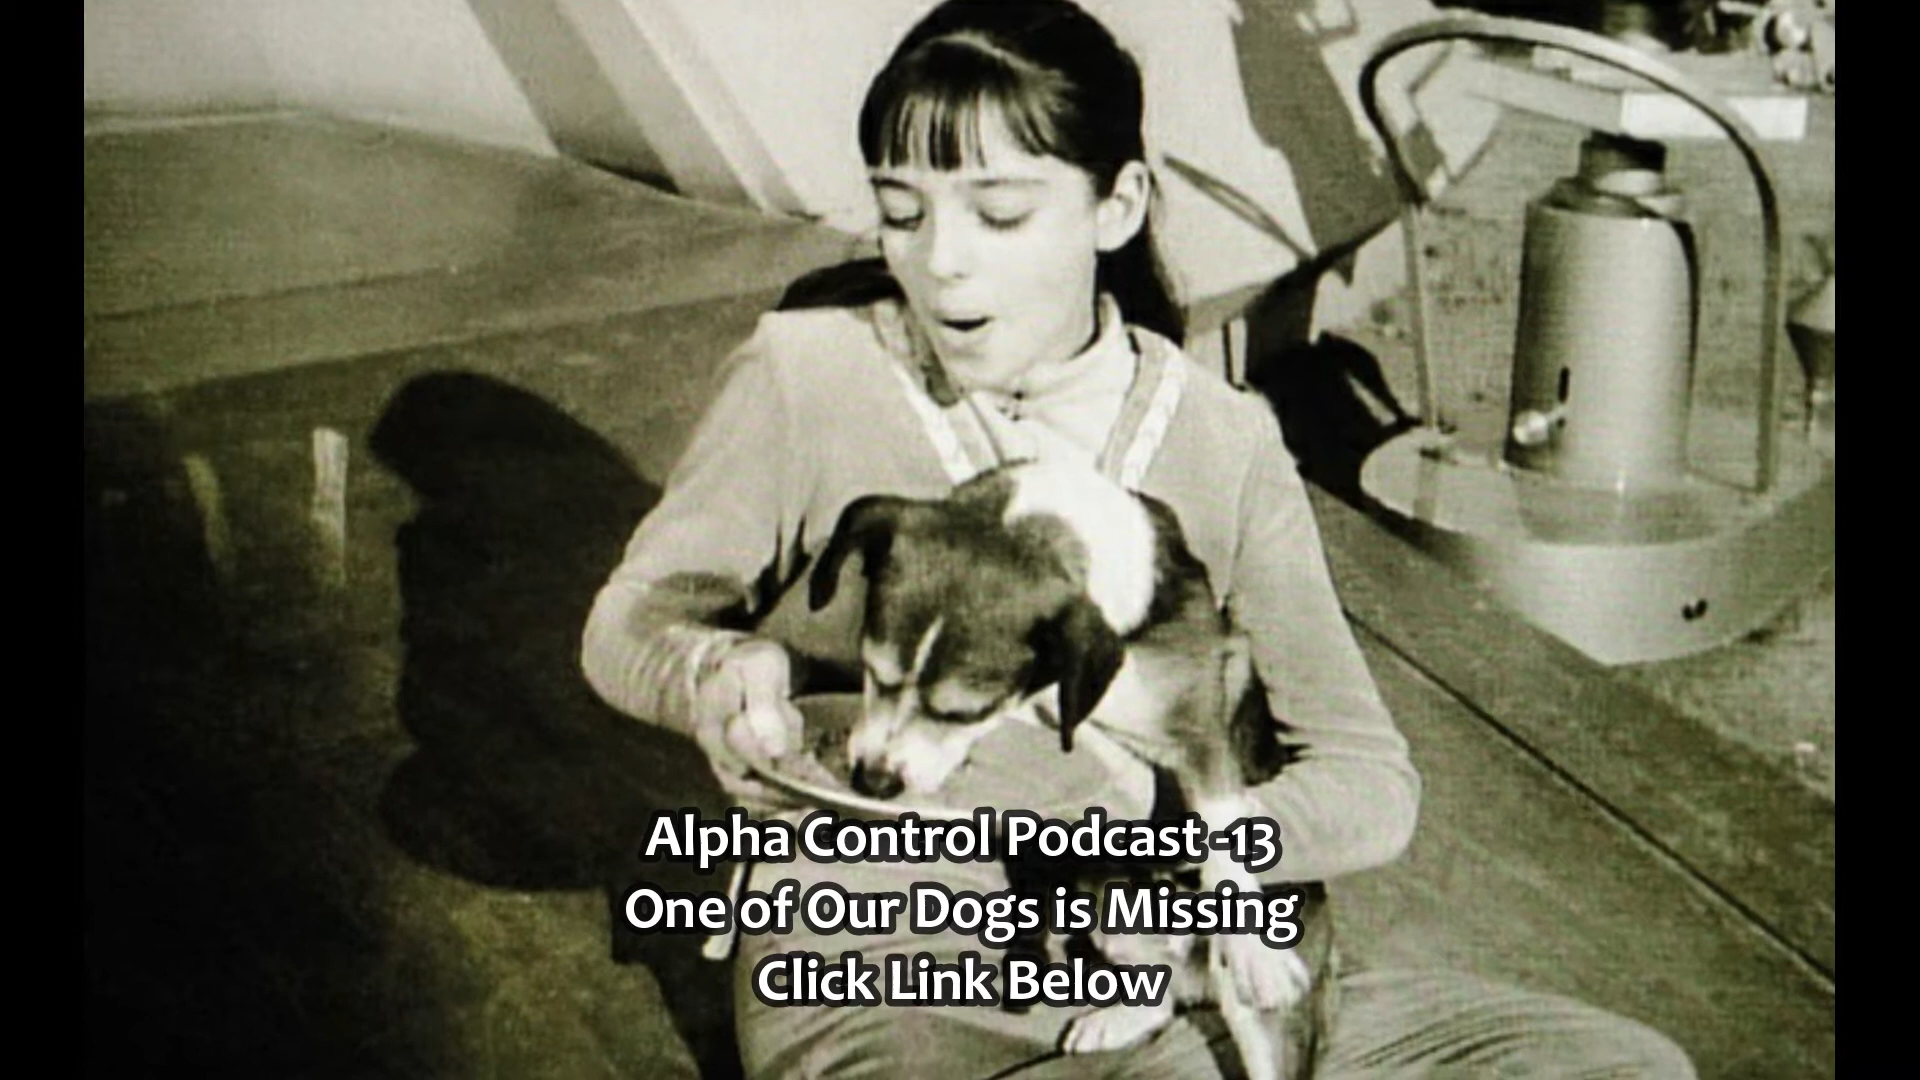 Alpha Control Podcast -13
One of Our Dogs is Missing
Click Link Below